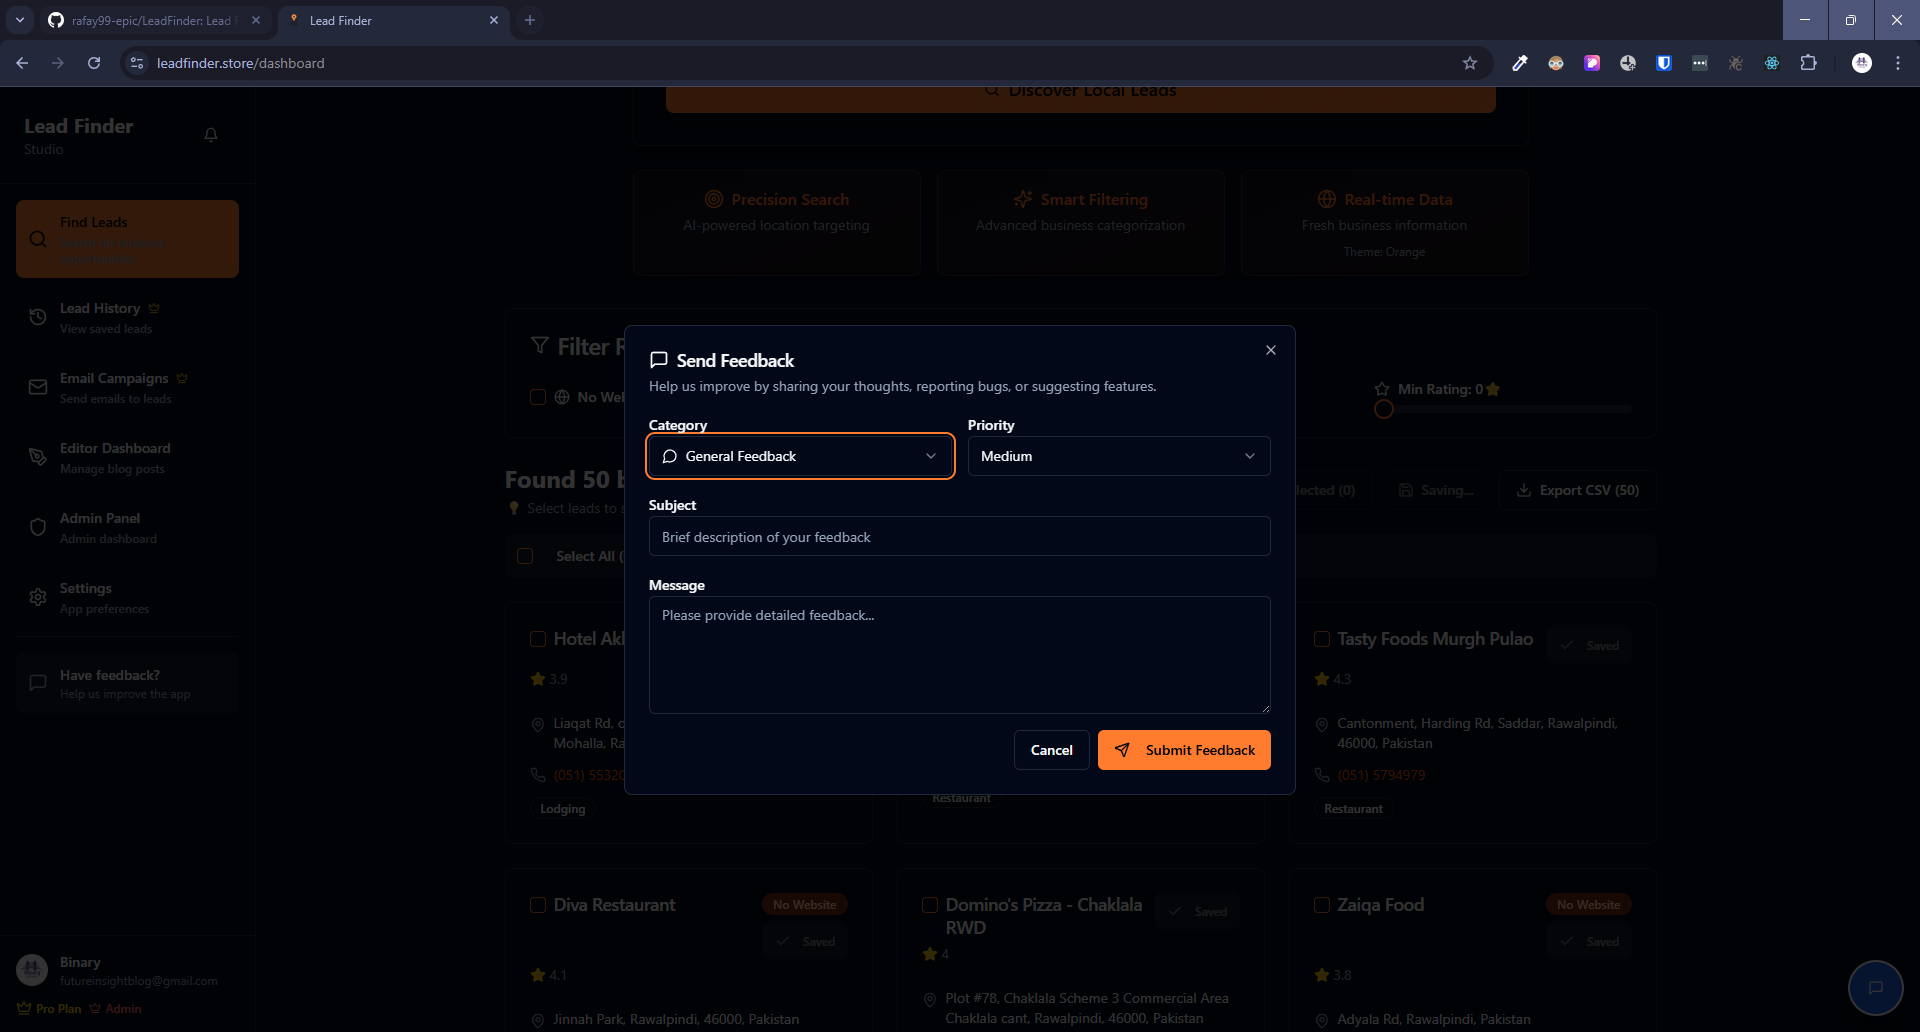 rafay99-epic/LeadFinder: Lead F
Lead Finder
leadfinder.store/dashboard
Lead Finder
Studio
Find Leads
Lead History
View saved leads
Email Campaigns
Send emails to leads
Editor Dashboard
Manage blog posts
Admin Panel
Admin dashboard
Settings
App preferences
Have feedback?
Help us improve the app
Binary
futureinsightblog@gmail.com
Pro Plan
Admin
Discover Local Leads
Precision Search
AI-powered location targeting
Smart Filtering
Advanced business categorization
Real-time Data
Fresh business information
Theme: Orange
Filter R
No Wel
Min Rating: 0
Found 50 b
Select leads to s
lected (0)
Saving...
Export CSV (50)
Select All (
Send Feedback
Help us improve by sharing your thoughts, reporting bugs, or suggesting features.
Category
Priority
General Feedback
Medium
Subject
Brief description of your feedback
Message
Please provide detailed feedback...
Cancel
Submit Feedback
Hotel Akl
3.9
Liaqat Rd, c
Mohalla, Ra
(051) 55320
Lodging
Restaurant
Tasty Foods Murgh Pulao
Saved
4.3
Cantonment, Harding Rd, Saddar, Rawalpindi,
46000, Pakistan
(051) 5794979
Restaurant
Diva Restaurant
No Website
Saved
4.1
Jinnah Park, Rawalpindi, 46000, Pakistan
Domino's Pizza - Chaklala
RWD
Saved
4
Plot #78, Chaklala Scheme 3 Commercial Area
Chaklala cant, Rawalpindi, 46000, Pakistan
Zaiqa Food
No Website
Saved
3.8
Adyala Rd, Rawalpindi, Pakistan